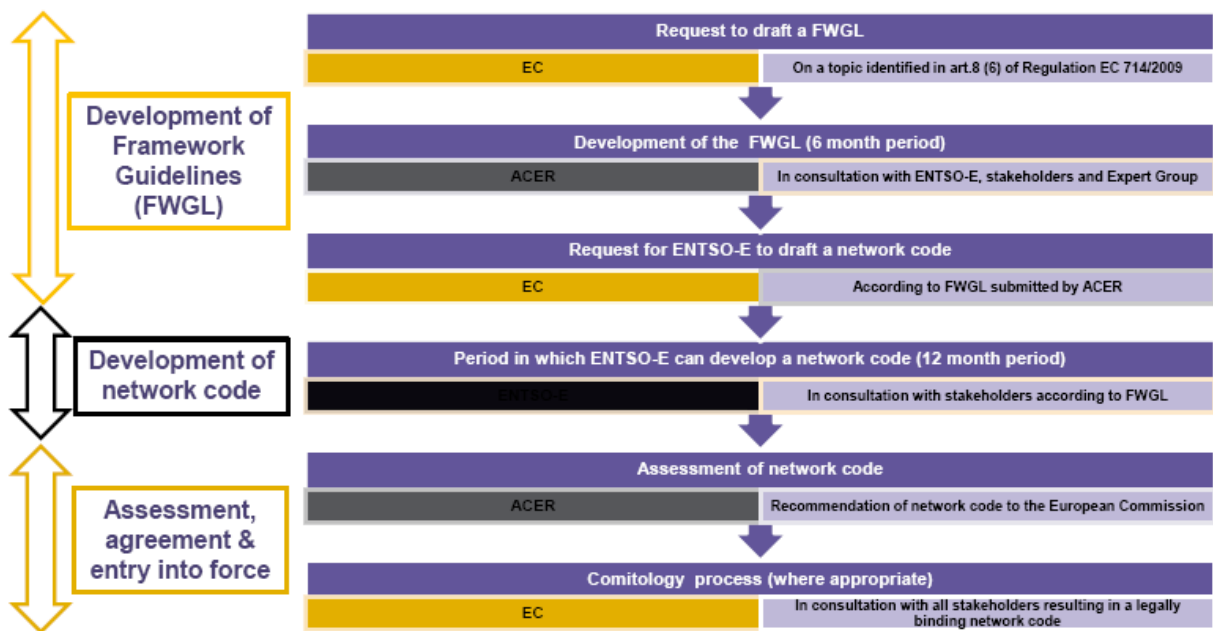 Request to draft a FWGL
EC
On a topic identified in art.8 (6) of Regulation EC 714/2009
Development of
Framework
Guidelines
(FWGL)
Development of the FWGL (6 month period)
ACER
In consultation with ENTSO-E, stakeholders and Expert Group
Request for ENTSO-E to draft a network code
EC
According to FWGL submitted by ACER
Development of
network code
Period in which ENTSO-E can develop a network code (12 month period)
ENTSO-E
In consultation with stakeholders according to FWGL
Assessment of network code
ACER
Recommendation of network code to the European Commission
Assessment,
agreement &
entry into force
Comitology process (where appropriate)
EC
In consultation with all stakeholders resulting in a legally
binding network code